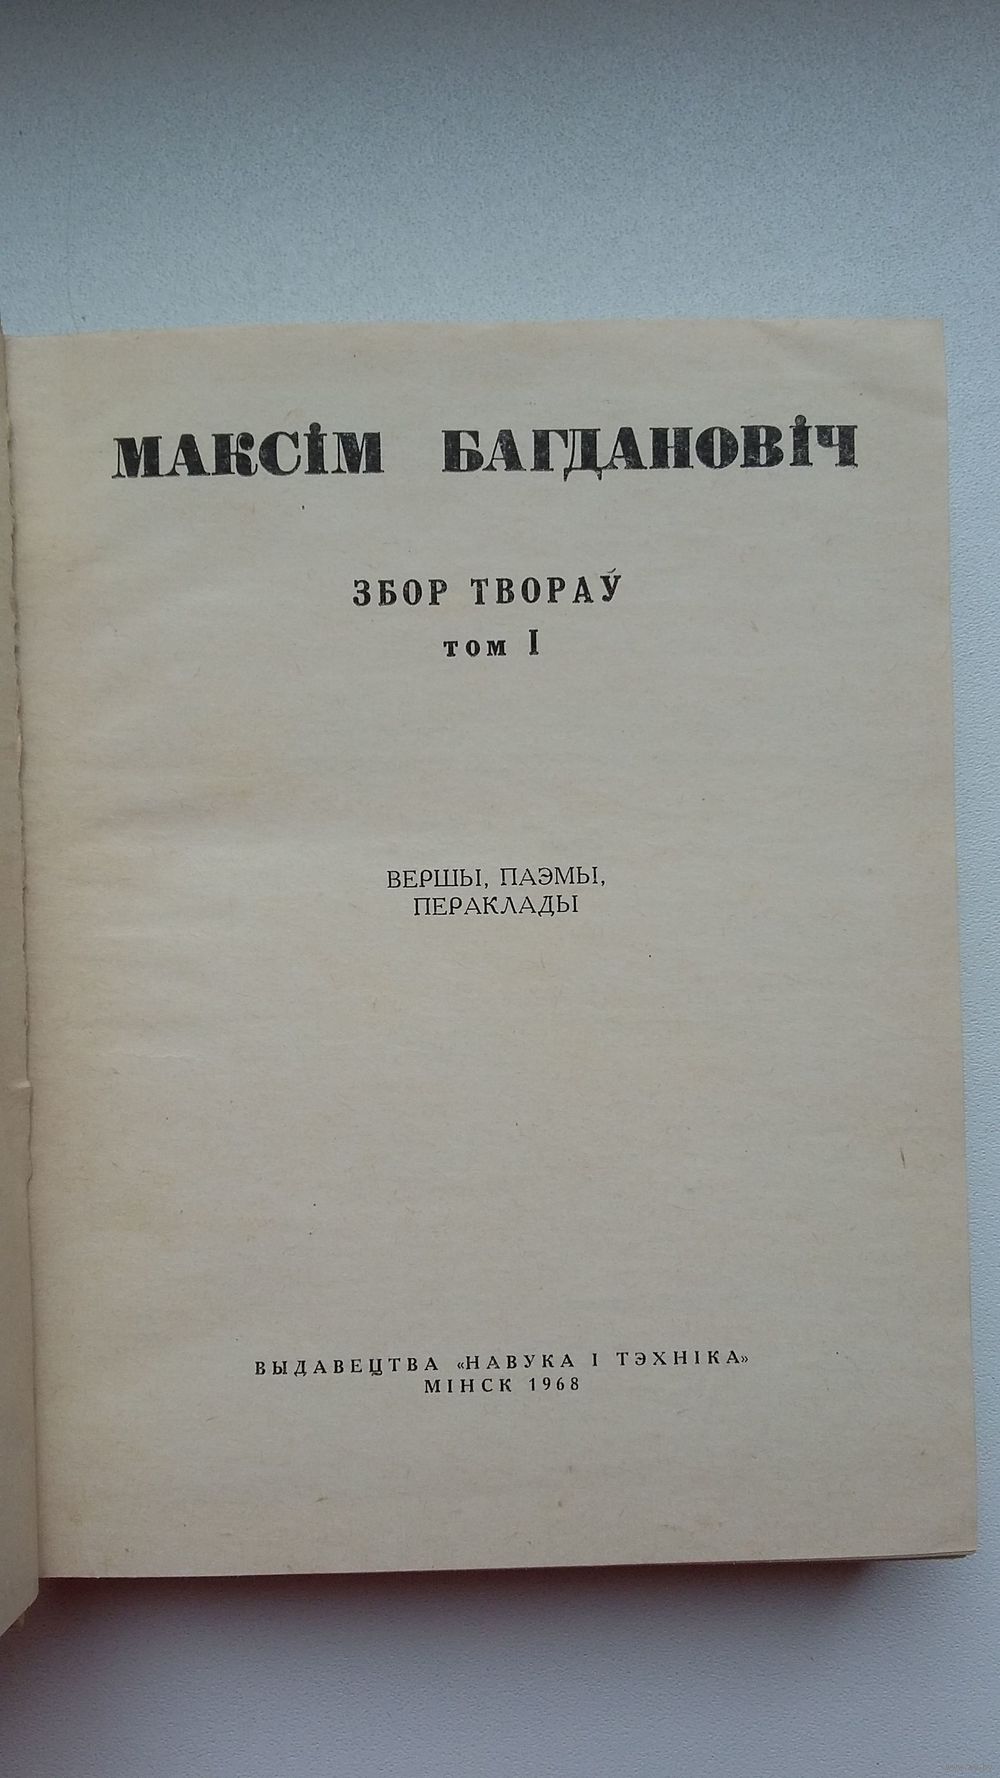 МАКСІМ БАГДАНОВІЧ
ЗБОР ТВОРАЎ
том I
ВЕРШЫ, ПАЭМЫ,
ПЕРАКЛАДЫ
ВЫДАВЕЦТВА «НАВУКА І ТЭХНІКА»
МІНСК 1968